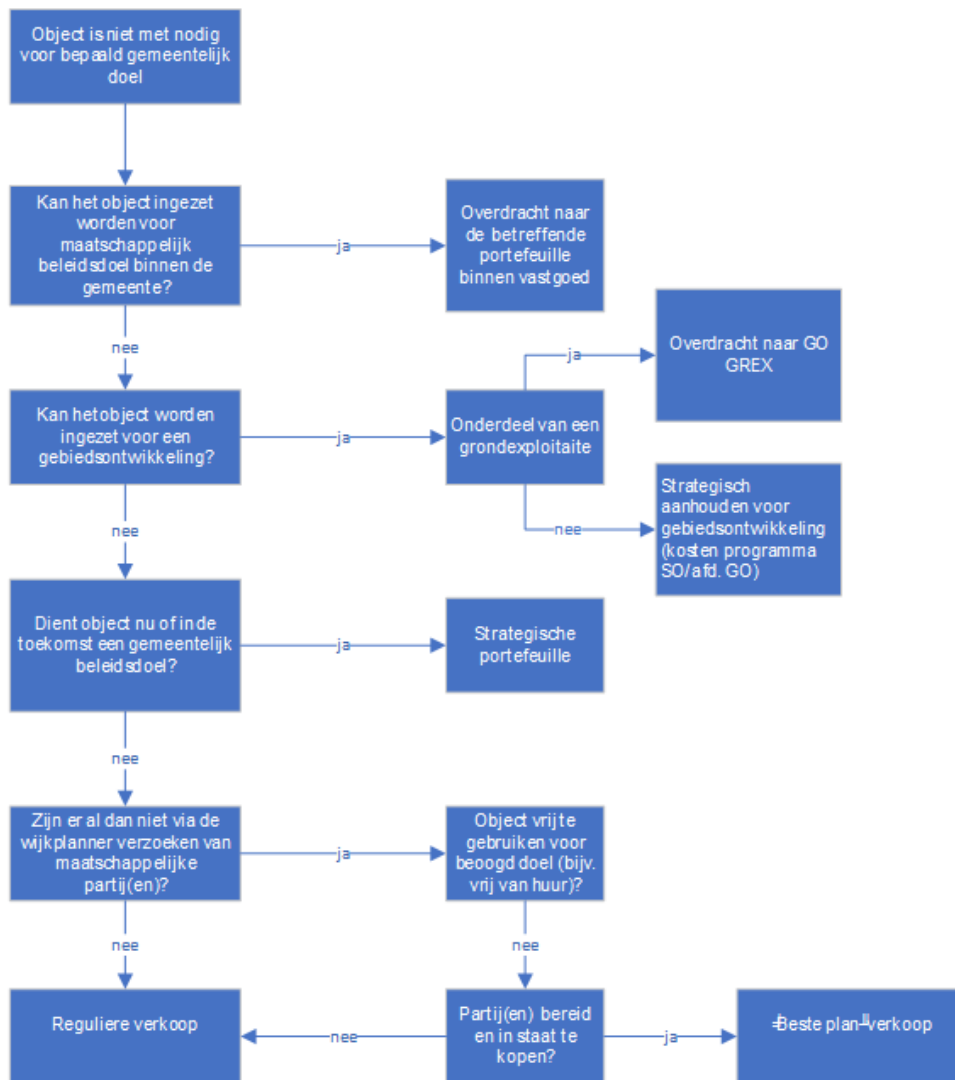 Object is niet met nodig
voor bepaald gemeentelijk
doel
Kan het object ingezet
worden voor
maatschappelijk
beleidsdoel binnen de
gemeente?
ja
Overdracht naar
de betreffende
portefeuille
binnen vastgoed
nee
Kan het object worden
ingezet voor een
gebiedsontwikkeling?
ja
Onderdeel van een
grondexploitaite
ja
Overdracht naar GO
GREX
nee
Strategisch
aanhouden voor
gebiedsontwikkeling
(kosten programma
SO/afd. GO)
nee
Dient object nu of in de
toekomst een gemeentelijk
beleidsdoel?
ja
Strategische
portefeuille
nee
Zijn er al dan niet via de
wijkplanner verzoeken van
maatschappelijke
partij(en)?
ja
Object vrij te
gebruiken voor
beoogd doel (bijv.
vrij van huur)?
nee
nee
Reguliere verkoop
nee
Partij(en) bereid
en in staat te
kopen?
ja
Beste plan verkoop